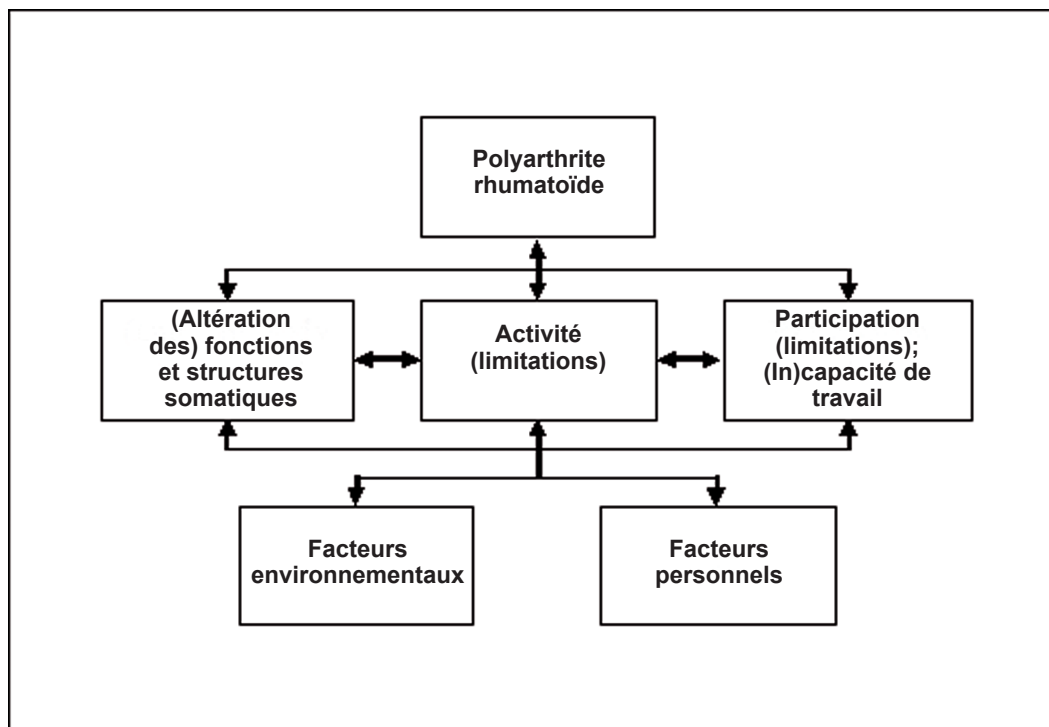 Polyarthrite
rhumatoïde
(Altération
des) fonctions
et structures
somatiques
Activité
(limitations)
Participation
(limitations);
(In)capacité de
travail
Facteurs
environnementaux
Facteurs
personnels